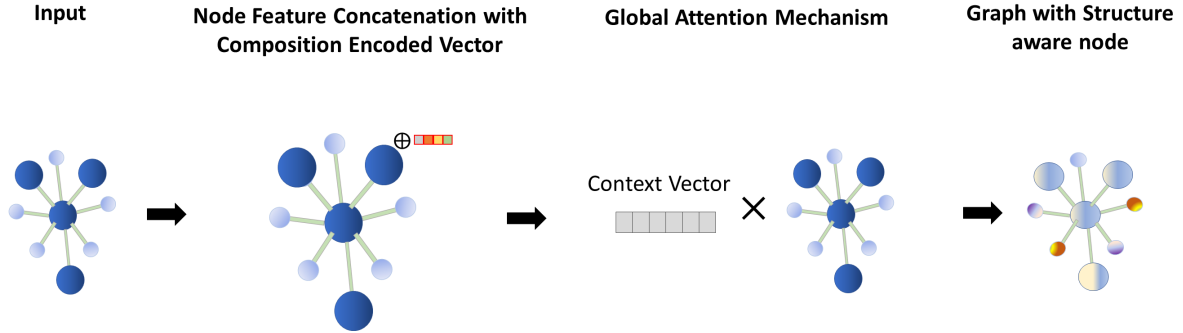 Input
Node Feature Concatenation with
Composition Encoded Vector
Global Attention Mechanism
Graph with Structure
aware node
Context Vector